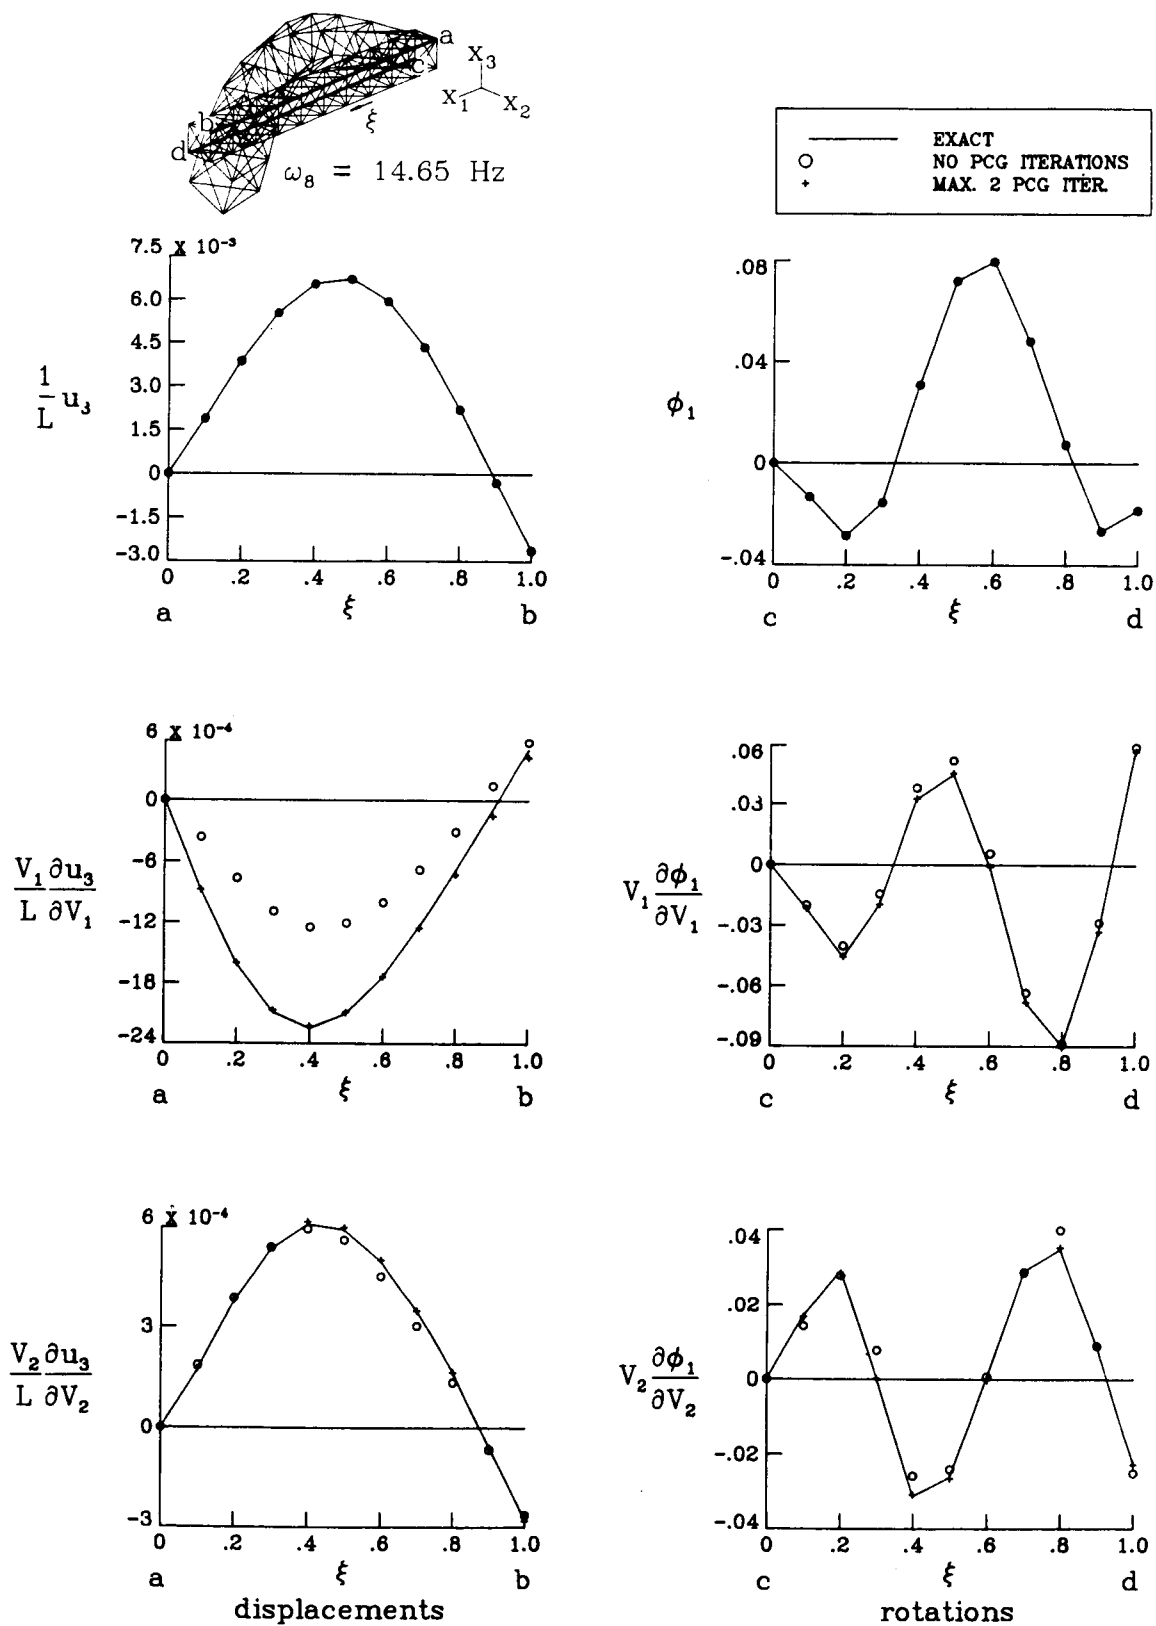 a
X₃
c
X₁ X₂
b
ξ
d
ω₈ = 14.65 Hz
EXACT
NO PCG ITERATIONS
MAX. 2 PCG ITER.
7.5 X 10⁻³
6.0
4.5
3.0
1.5
0
-1.5
-3.0
1/L u₃
0 .2 .4 .6 .8 1.0
a ξ b
.08
.04
0
-.04
ϕ₁
0 .2 .4 .6 .8 1.0
c ξ d
6 X 10⁻⁴
0
-6
-12
-18
-24
V₁/L ∂u₃/∂V₁
0 .2 .4 .6 .8 1.0
a ξ b
.06
.03
0
-.03
-.06
-.09
V₁ ∂ϕ₁/∂V₁
0 .2 .4 .6 .8 1.0
c ξ d
6 X 10⁻⁴
3
0
-3
V₂/L ∂u₃/∂V₂
0 .2 .4 .6 .8 1.0
a ξ b
displacements
.04
.02
0
-.02
-.04
V₂ ∂ϕ₁/∂V₂
0 .2 .4 .6 .8 1.0
c ξ d
rotations